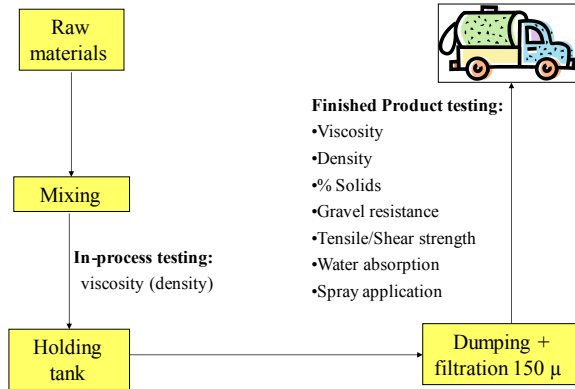 Raw
materials
Mixing
In-process testing:
viscosity (density)
Holding
tank
Finished Product testing:
•Viscosity
•Density
•% Solids
•Gravel resistance
•Tensile/Shear strength
•Water absorption
•Spray application
Dumping +
filtration 150 μ